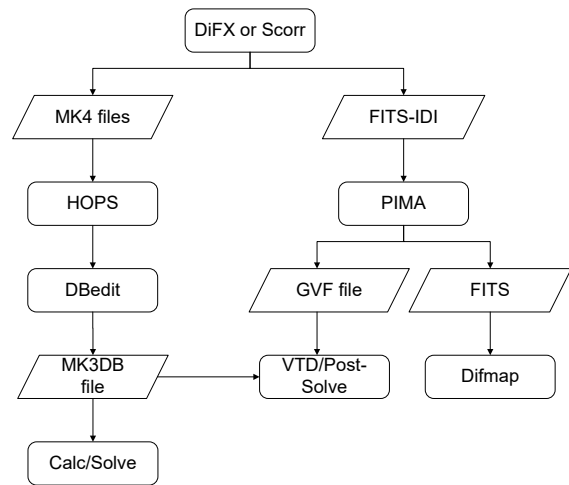 DiFX or Scorr
MK4 files
FITS-IDI
HOPS
PIMA
DBedit
GVF file
FITS
MK3DB
file
VTD/Post-
Solve
Difmap
Calc/Solve